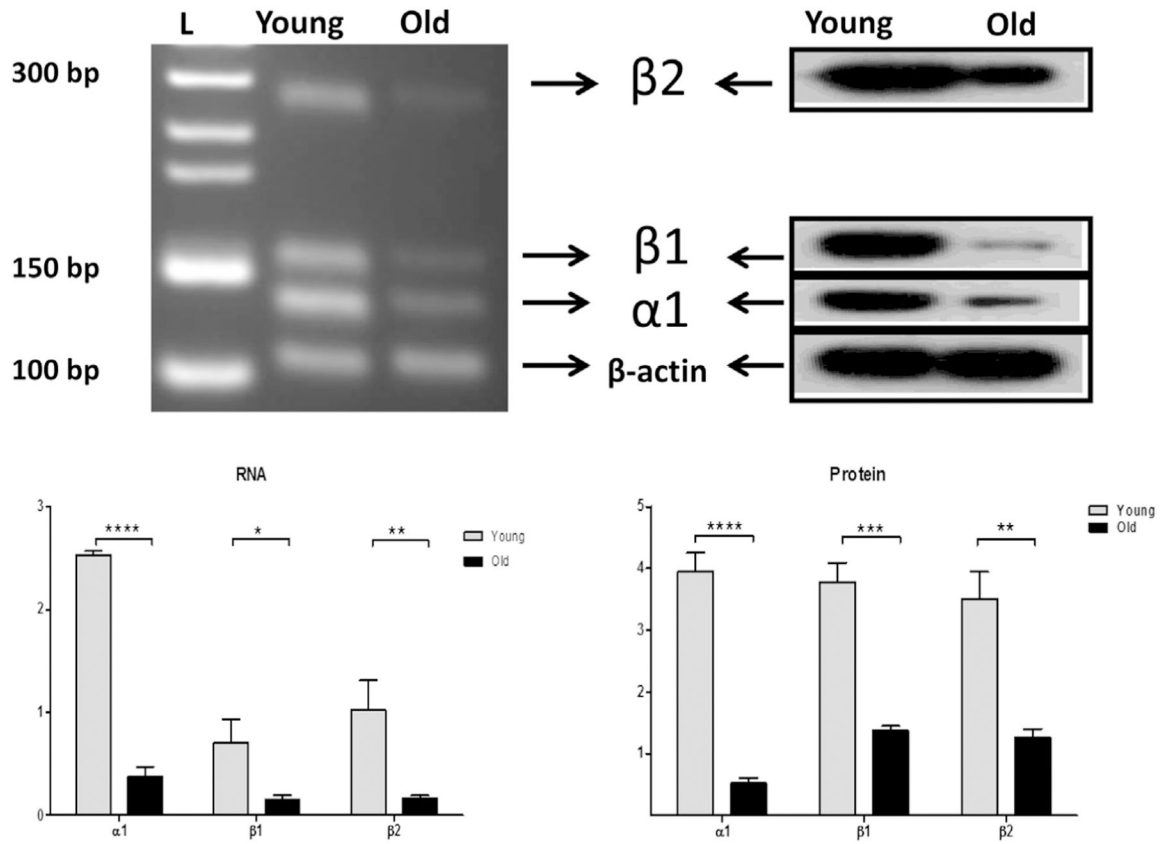 L Young Old
Young Old
300 bp
β2
150 bp
β1
α1
100 bp
β-actin
RNA
3
2
1
0
**** * **
Young
Old
α1 β1 β2
Protein
5
4
3
2
1
**** *** **
Young
Old
α1 β1 β2